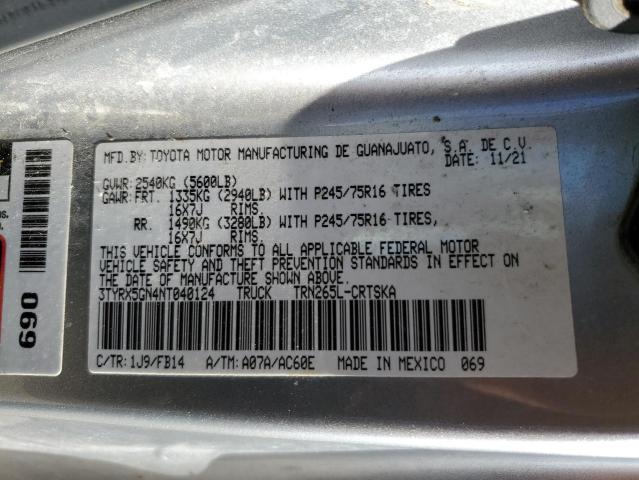 MFD.BY: TOYOTA MOTOR MANUFACTURING DE GUANAJUATO, S.A. DE C.V.
DATE: 11/21
GVWR: 2540KG (5600LB)
GAWR: FRT. 1335KG (2940LB) WITH P245/75R16 TIRES
16X7J RIMS.
RR. 1490KG (3280LB) WITH P245/75R16 TIRES,
16X7J RIMS.
THIS VEHICLE CONFORMS TO ALL APPLICABLE FEDERAL MOTOR
VEHICLE SAFETY AND THEFT PREVENTION STANDARDS IN EFFECT ON
THE DATE OF MANUFACTURE SHOWN ABOVE.
3TYRX5GN4NT040124 TRUCK TRN265L-CRTSKA
C/TR: 1J9/FB14 A/TM: A07A/AC60E MADE IN MEXICO 069
069